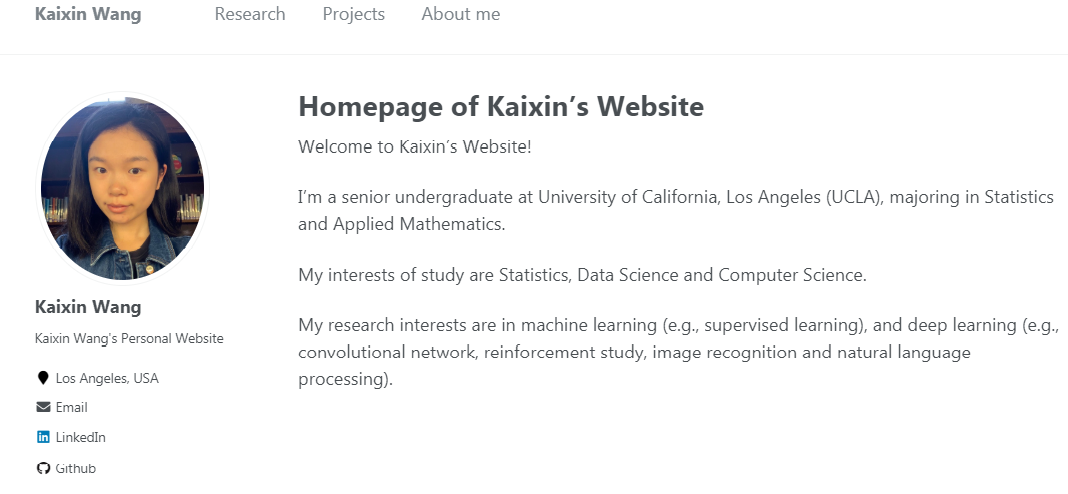 Kaixin Wang Research Projects About me
Homepage of Kaixin's Website
Welcome to Kaixin's Website!
I'm a senior undergraduate at University of California, Los Angeles (UCLA), majoring in Statistics
and Applied Mathematics.
My interests of study are Statistics, Data Science and Computer Science.
My research interests are in machine learning (e.g., supervised learning), and deep learning (e.g.,
convolutional network, reinforcement study, image recognition and natural language
processing).
Kaixin Wang
Kaixin Wang's Personal Website
Los Angeles, USA
Email
LinkedIn
Github